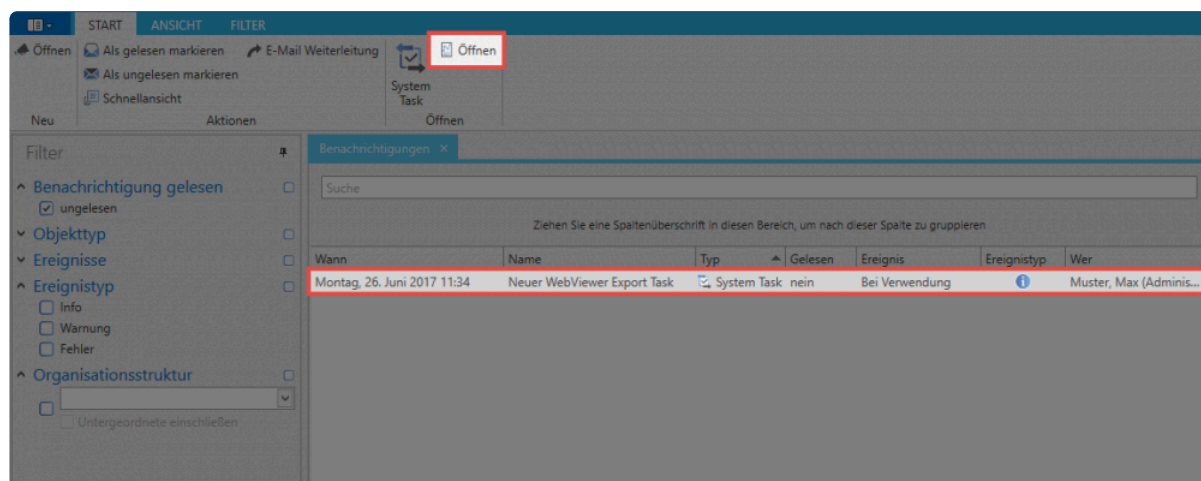 START ANSICHT FILTER
Öffnen Als gelesen markieren E-Mail Weiterleitung Öffnen
Als ungelesen markieren
System
Task
Schnellansicht
Neu Aktionen Öffnen
Filter Benachrichtigungen ×
Benachrichtigung gelesen Suche
ungelesen
Ziehen Sie eine Spaltenüberschrift in diesen Bereich, um nach dieser Spalte zu gruppieren
Objekttyp
Ereignisse Wann Name Typ Gelesen Ereignis Ereignistyp Wer
Ereignistyp Montag, 26. Juni 2017 11:34 Neuer WebViewer Export Task System Task nein Bei Verwendung Muster, Max (Adminis...
Info
Warnung
Fehler
Organisationsstruktur
Untergeordnete einschließen